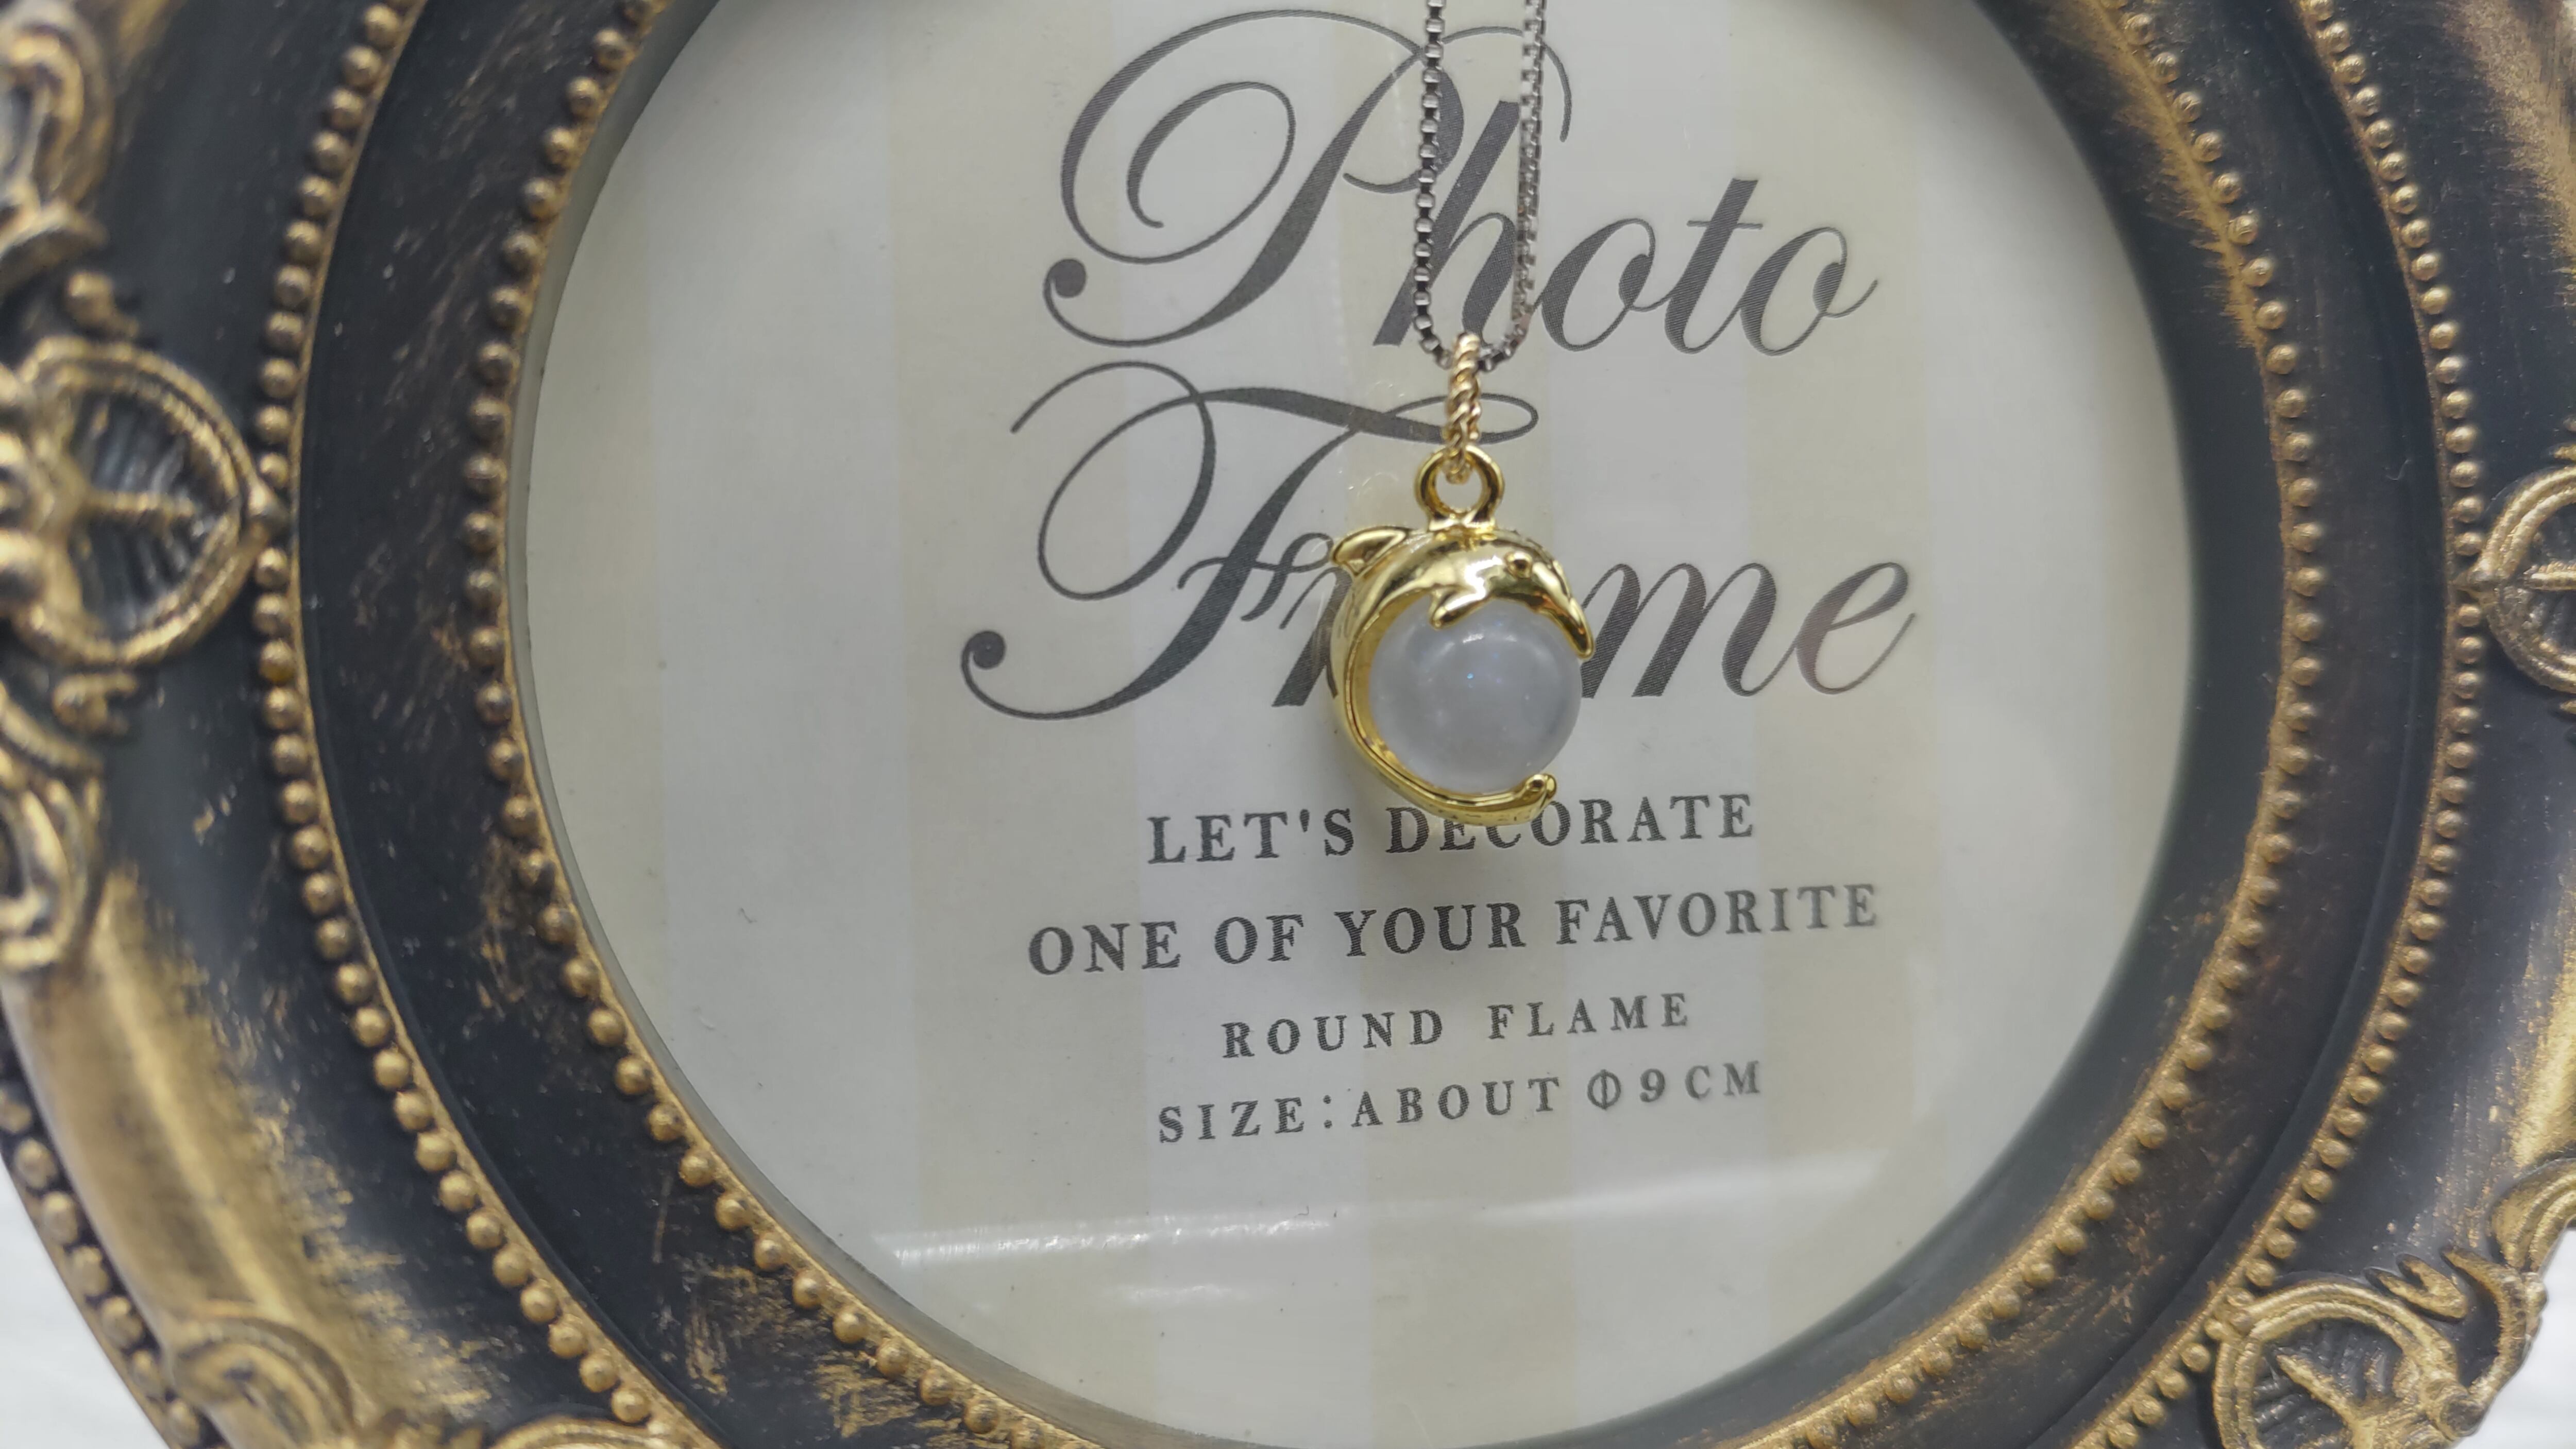 Photo
Frame
LET'S DECORATE
ONE OF YOUR FAVORITE
ROUND FLAME
SIZE:ABOUT Φ9CM